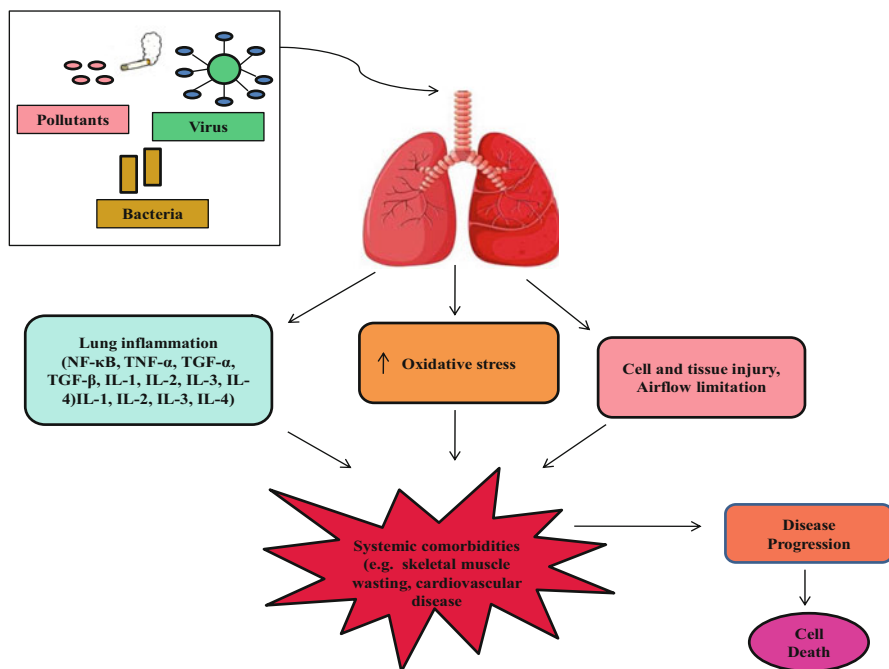 Pollutants
Virus
Bacteria
Lung inflammation
(NF-κB, TNF-α, TGF-α,
TGF-β, IL-1, IL-2, IL-3, IL-
4)IL-1, IL-2, IL-3, IL-4)
↑ Oxidative stress
Cell and tissue injury,
Airflow limitation
Systemic comorbidities
(e.g. skeletal muscle
wasting, cardiovascular
disease
Disease
Progression
Cell
Death